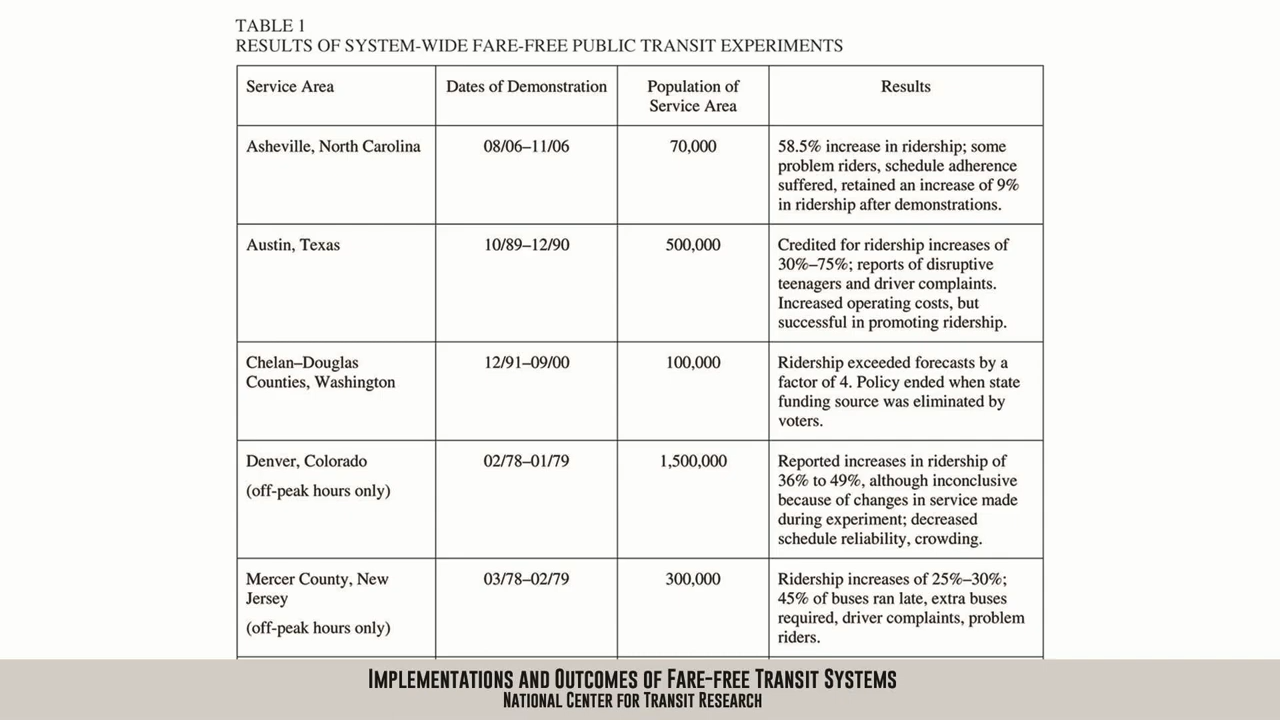 TABLE 1
RESULTS OF SYSTEM-WIDE FARE-FREE PUBLIC TRANSIT EXPERIMENTS
Service Area
Dates of Demonstration
Population of
Service Area
Results
Asheville, North Carolina
08/06–11/06
70,000
58.5% increase in ridership; some
problem riders, schedule adherence
suffered, retained an increase of 9%
in ridership after demonstrations.
Austin, Texas
10/89–12/90
500,000
Credited for ridership increases of
30%–75%; reports of disruptive
teenagers and driver complaints.
Increased operating costs, but
successful in promoting ridership.
Chelan–Douglas
Counties, Washington
12/91–09/00
100,000
Ridership exceeded forecasts by a
factor of 4. Policy ended when state
funding source was eliminated by
voters.
Denver, Colorado
(off-peak hours only)
02/78–01/79
1,500,000
Reported increases in ridership of
36% to 49%, although inconclusive
because of changes in service made
during experiment; decreased
schedule reliability, crowding.
Mercer County, New
Jersey
(off-peak hours only)
03/78–02/79
300,000
Ridership increases of 25%–30%;
45% of buses ran late, extra buses
required, driver complaints, problem
riders.
Implementations and Outcomes of Fare-free Transit Systems
National Center for Transit Research